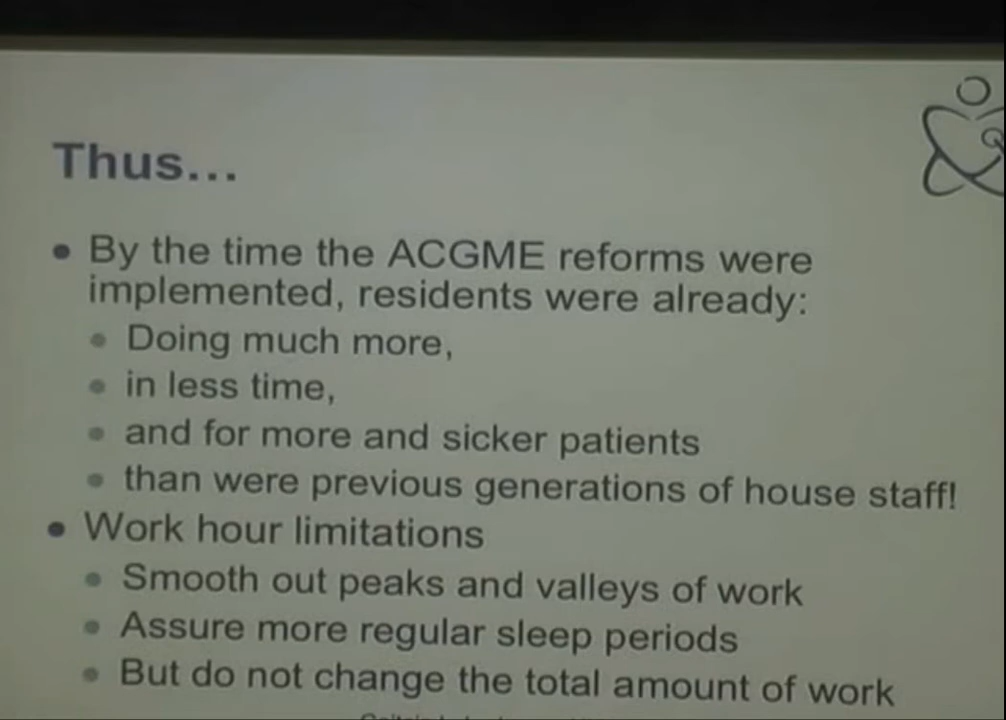 Thus...
By the time the ACGME reforms were
implemented, residents were already:
Doing much more,
in less time,
and for more and sicker patients
than were previous generations of house staff!
Work hour limitations
Smooth out peaks and valleys of work
Assure more regular sleep periods
But do not change the total amount of work